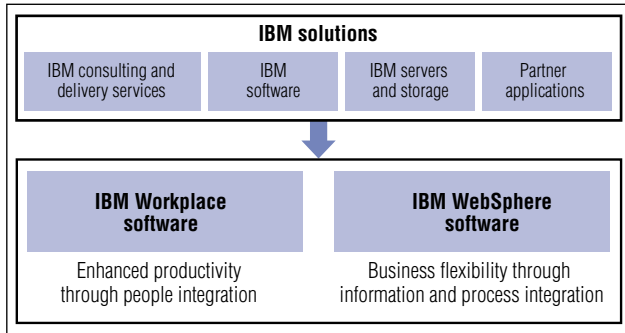 IBM solutions
IBM consulting and
delivery services
IBM
software
IBM servers
and storage
Partner
applications
IBM Workplace
software
Enhanced productivity
through people integration
IBM WebSphere
software
Business flexibility through
information and process integration